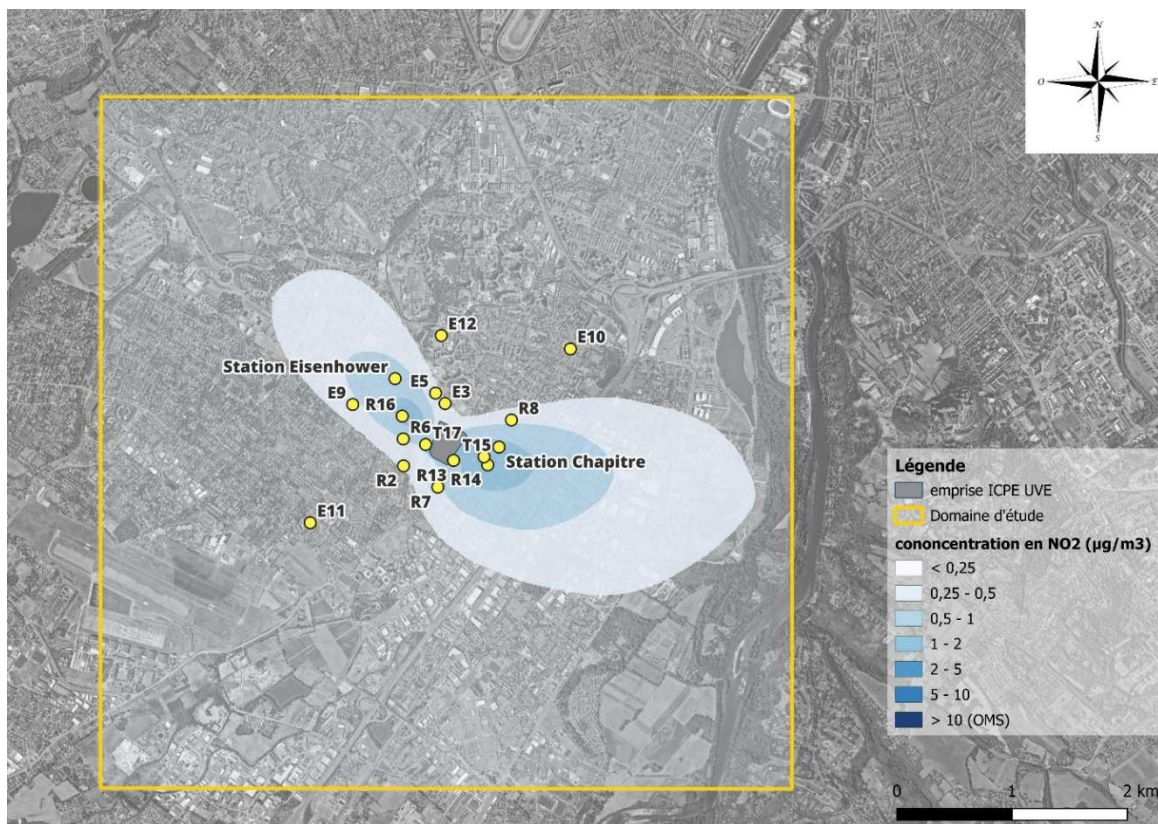 N
O
E
S
E12
E10
Station Eisenhower
E5
E3
E9
R16
R8
R6
T17
T15
Station Chapitre
R2
R13
R14
R7
E11
Légende
emprise ICPE UVE
Domaine d'étude
cononcentration en NO2 (µg/m3)
< 0,25
0,25 - 0,5
0,5 - 1
1 - 2
2 - 5
5 - 10
> 10 (OMS)
0 1 2 km